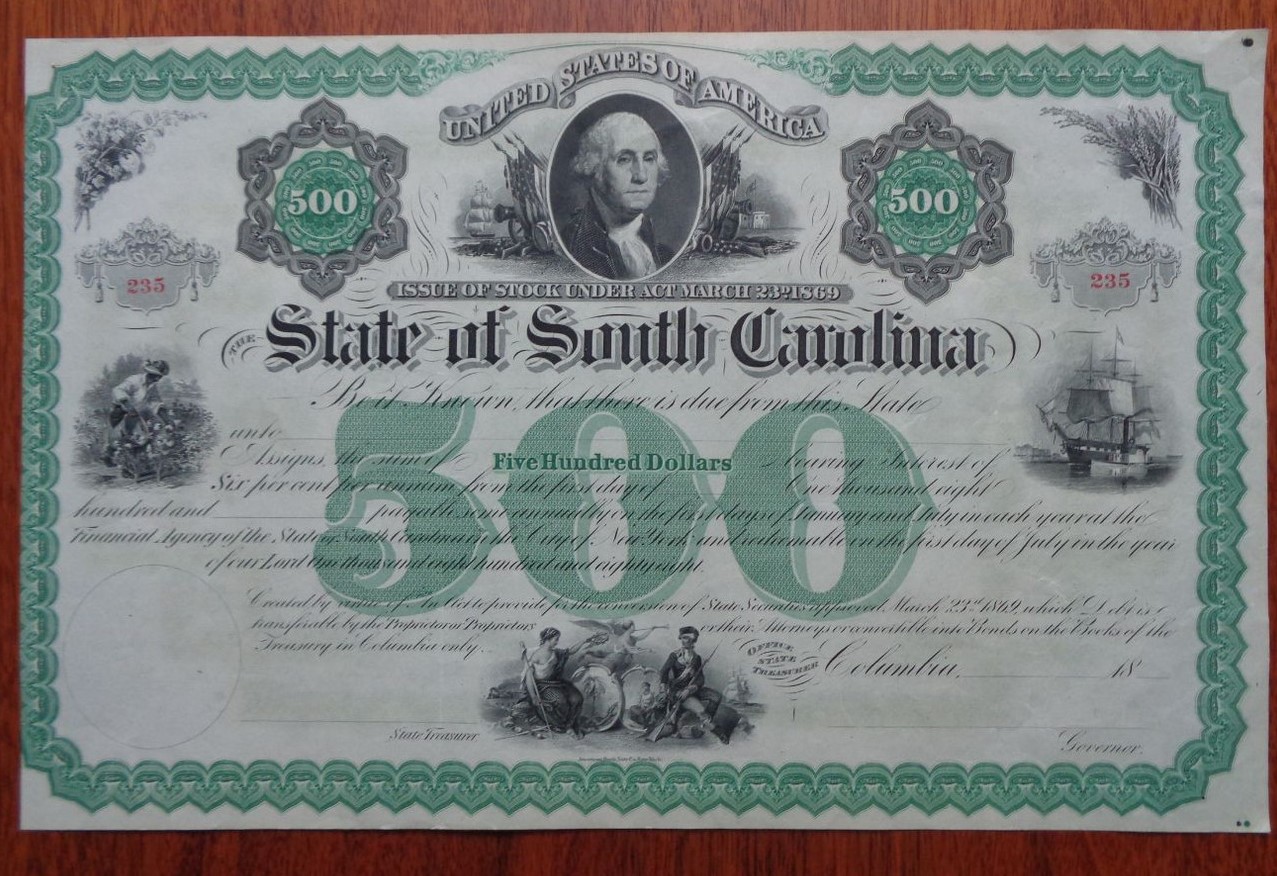 UNITED STATES OF AMERICA
500
500
235
235
ISSUE OF STOCK UNDER ACT MARCH 23RD 1869
THE State of South Carolina
Be it Known, that there is due from this State
unto
Assigns, the sum of Five Hundred Dollars bearing Interest of
500
Six per cent per annum from the first day of One thousand eight
hundred and payable semi annually on the first days of January and July in each year at the
Financial Agency of the State of South Carolina in the City of New York and redeemable on the first day of July in the year
of our Lord one thousand eight hundred and eighty eight.
Created by virtue of An Act to provide for the conversion of State Securities approved March 23rd 1869, which Debt is
transferable by the Proprietor or Proprietors or their Attorneys or convertible into Bonds on the Books of the
Treasury in Columbia only.
OFFICE STATE TREASURER
Columbia, 18
State Treasurer
Governor.